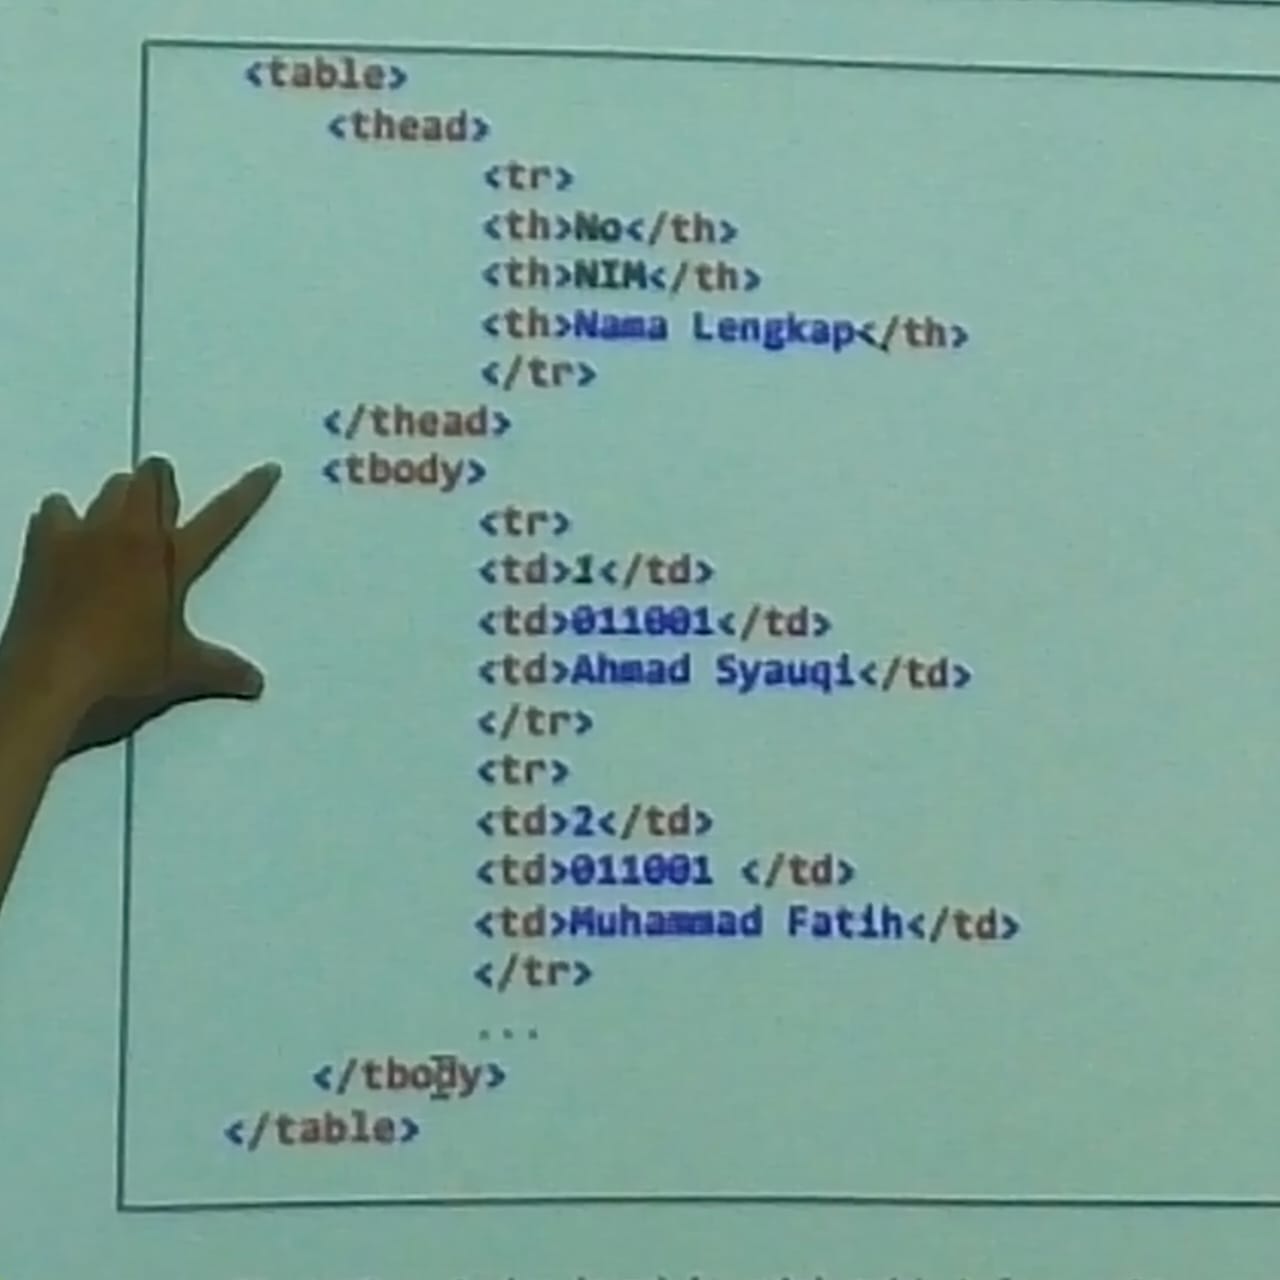 <table>
<thead>
<tr>
<th>No</th>
<th>NIM</th>
<th>Nama Lengkap</th>
</tr>
</thead>
<tbody>
<tr>
<td>1</td>
<td>011001</td>
<td>Ahmad Syauqi</td>
</tr>
<tr>
<td>2</td>
<td>011001 </td>
<td>Muhammad Fatih</td>
</tr>
...
</tbody>
</table>